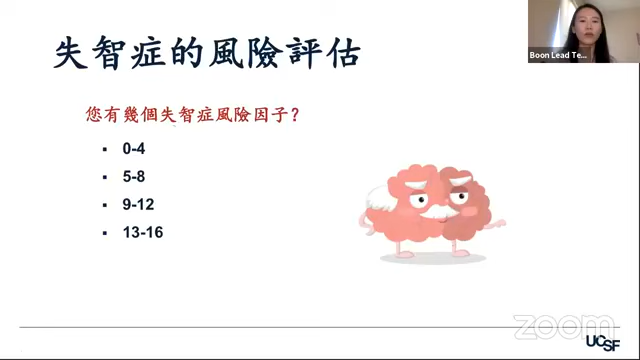 失智症的風險評估
Boon Lead Te...
您有幾個失智症風險因子？
0-4
5-8
9-12
13-16
zoom
UCSF